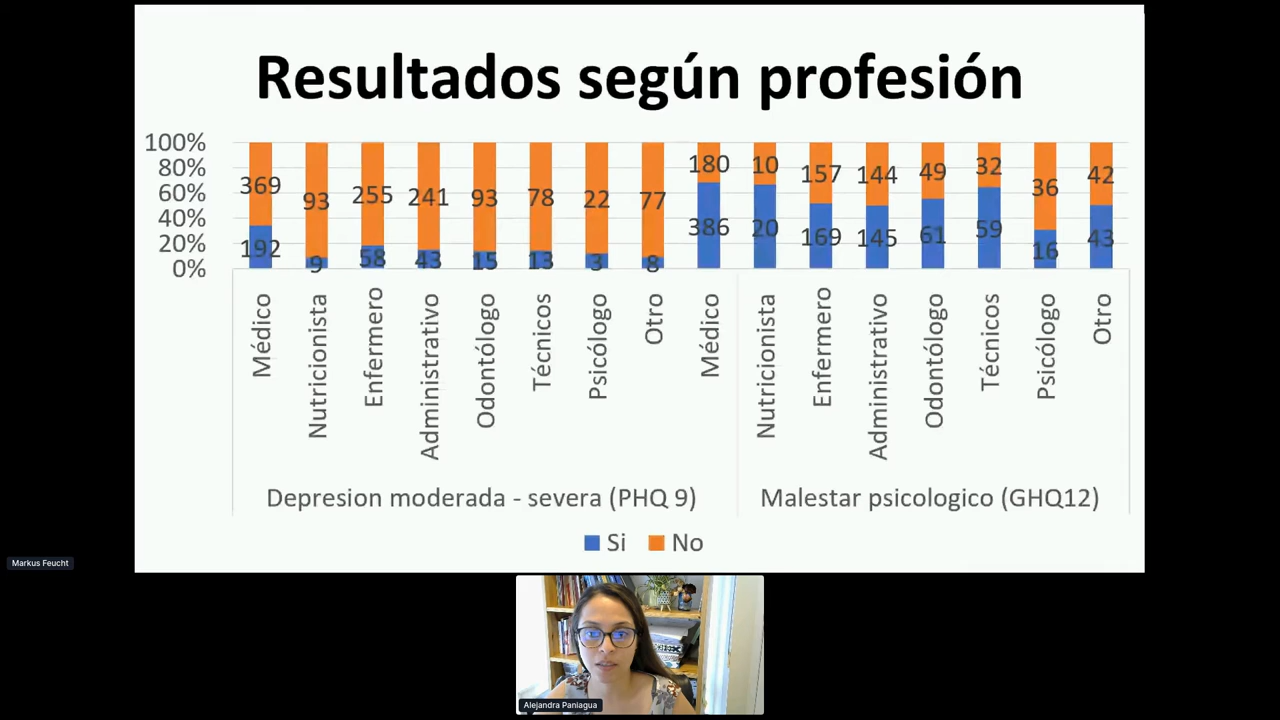 Resultados según profesión
100%
80%
60%
40%
20%
0%
369 93 255 241 93 78 22 77 180 10 157 144 49 32 36 42
192 9 58 43 15 13 3 8 386 20 169 145 61 59 16 43
Médico Nutricionista Enfermero Administrativo Odontólogo Técnicos Psicólogo Otro Médico Nutricionista Enfermero Administrativo Odontólogo Técnicos Psicólogo Otro
Depresion moderada - severa (PHQ 9) Malestar psicologico (GHQ12)
Si No
Markus Feucht
Alejandra Paniagua